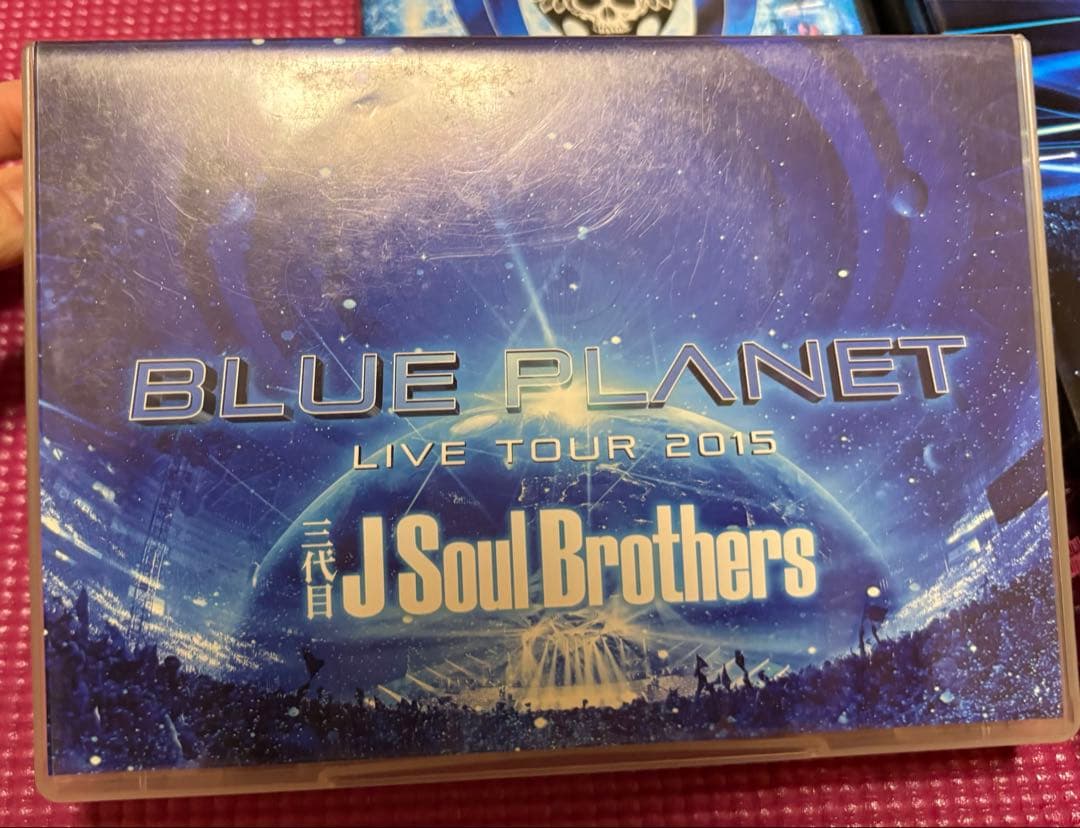 BLUE PLANET
LIVE TOUR 2015
三代目 J Soul Brothers